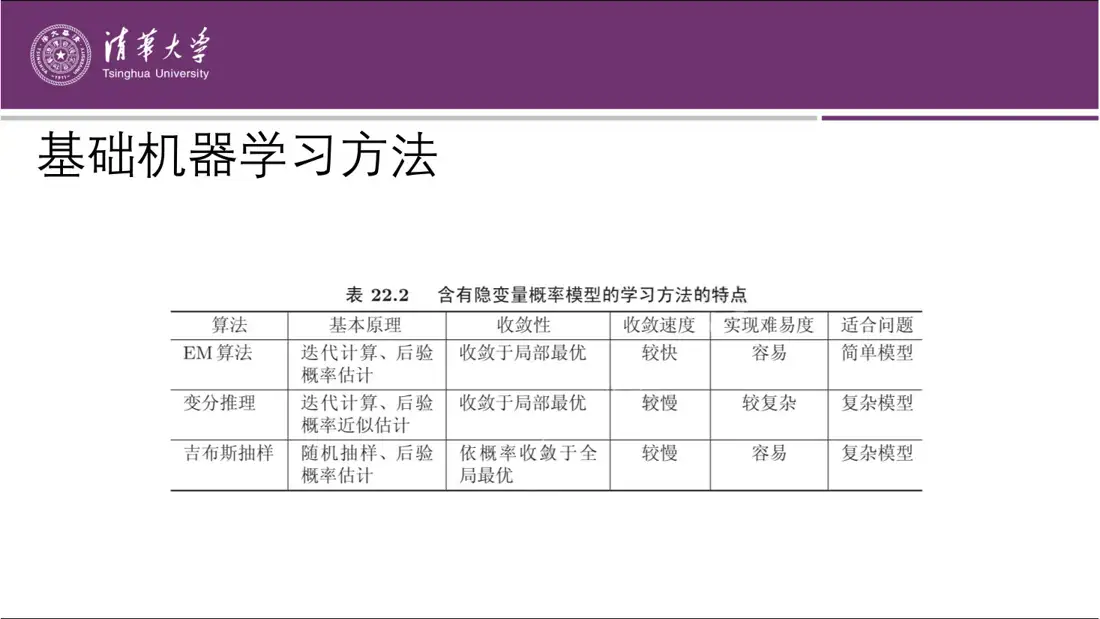 清华大学
Tsinghua University
基础机器学习方法
表 22.2 含有隐变量概率模型的学习方法的特点
算法 基本原理 收敛性 收敛速度 实现难易度 适合问题
EM 算法 迭代计算、后验概率估计 收敛于局部最优 较快 容易 简单模型
变分推理 迭代计算、后验概率近似估计 收敛于局部最优 较慢 较复杂 复杂模型
吉布斯抽样 随机抽样、后验概率估计 依概率收敛于全局最优 较慢 容易 复杂模型